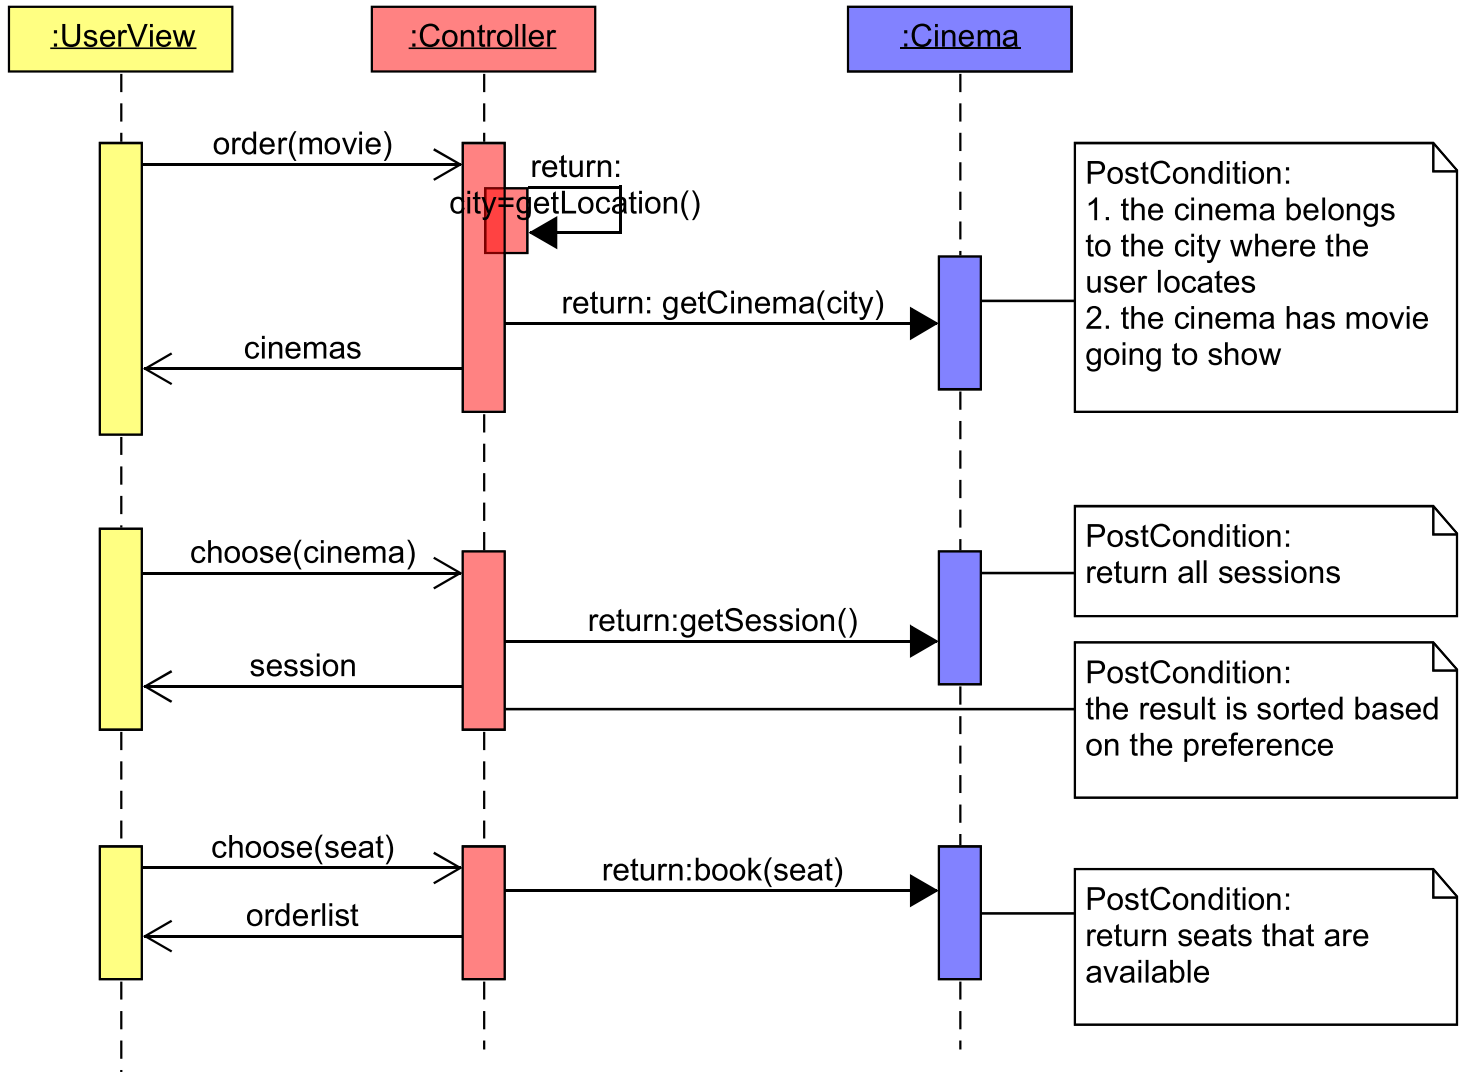 :UserView
:Controller
:Cinema
order(movie)
return:
city=getLocation()
return: getCinema(city)
cinemas
PostCondition:
1. the cinema belongs
to the city where the
user locates
2. the cinema has movie
going to show
choose(cinema)
return:getSession()
session
PostCondition:
return all sessions
PostCondition:
the result is sorted based
on the preference
choose(seat)
return:book(seat)
orderlist
PostCondition:
return seats that are
available